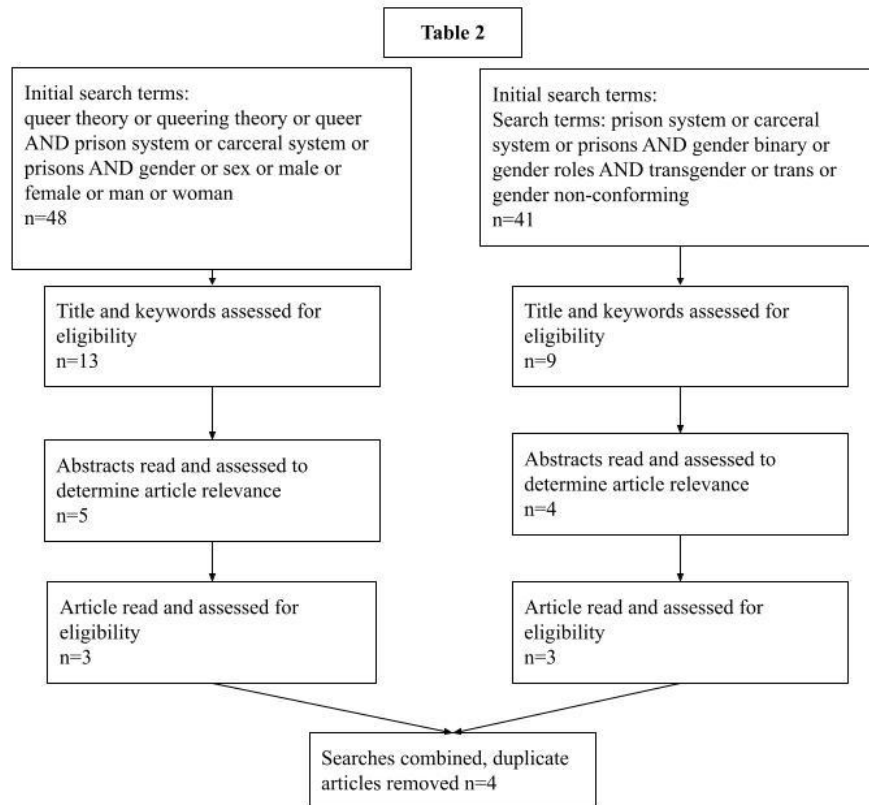 Table 2
Initial search terms:
queer theory or queering theory or queer
AND prison system or carceral system or
prisons AND gender or sex or male or
female or man or woman
n=48
Title and keywords assessed for
eligibility
n=13
Abstracts read and assessed to
determine article relevance
n=5
Article read and assessed for
eligibility
n=3
Initial search terms:
Search terms: prison system or carceral
system or prisons AND gender binary or
gender roles AND transgender or trans or
gender non-conforming
n=41
Title and keywords assessed for
eligibility
n=9
Abstracts read and assessed to
determine article relevance
n=4
Article read and assessed for
eligibility
n=3
Searches combined, duplicate
articles removed n=4